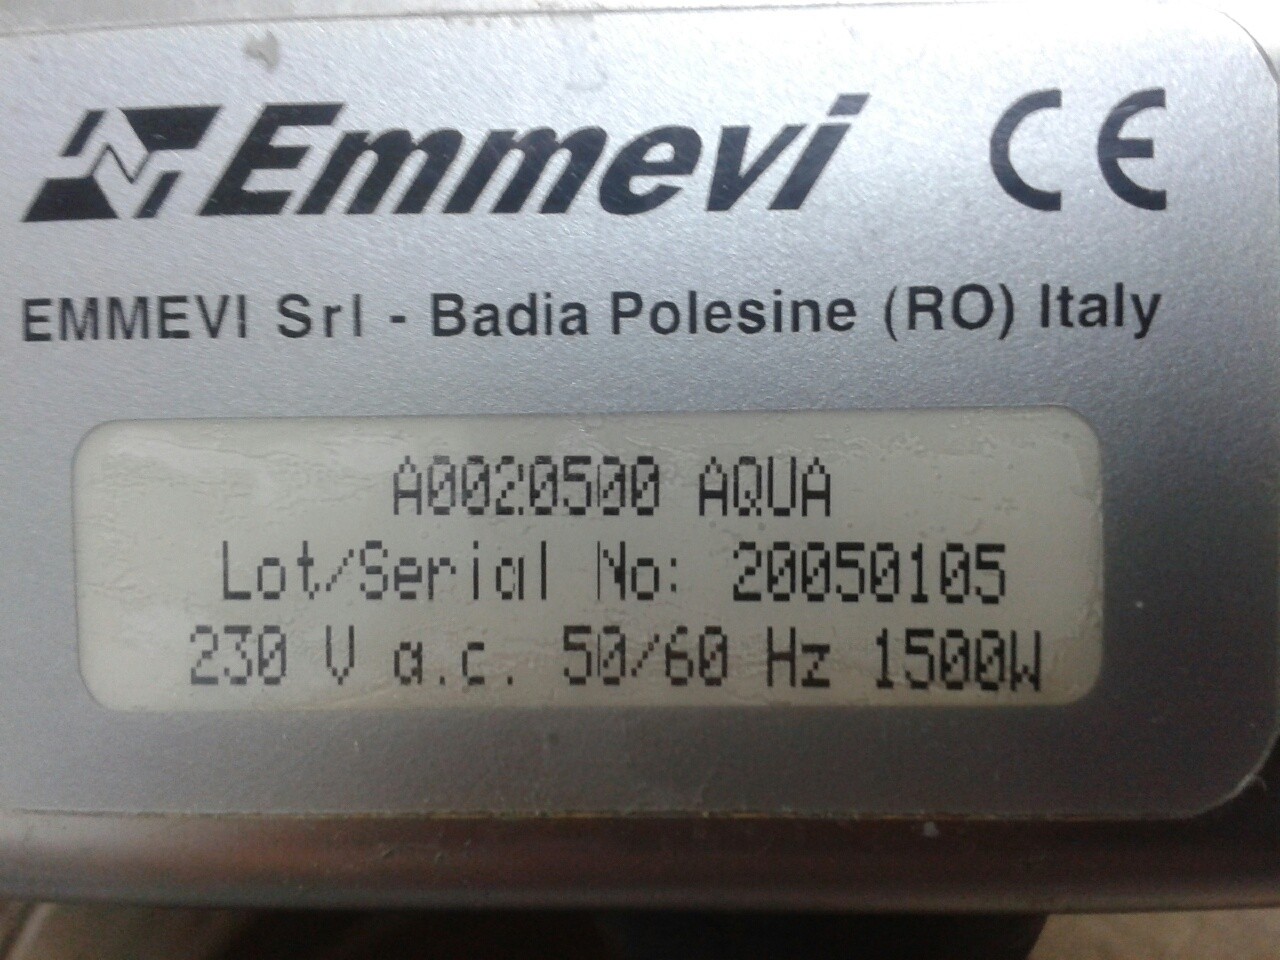 Emmevi CE
EMMEVI Srl - Badia Polesine (RO) Italy
A0020500 AQUA
Lot/Serial No: 20050105
230 V a.c. 50/60 Hz 1500W